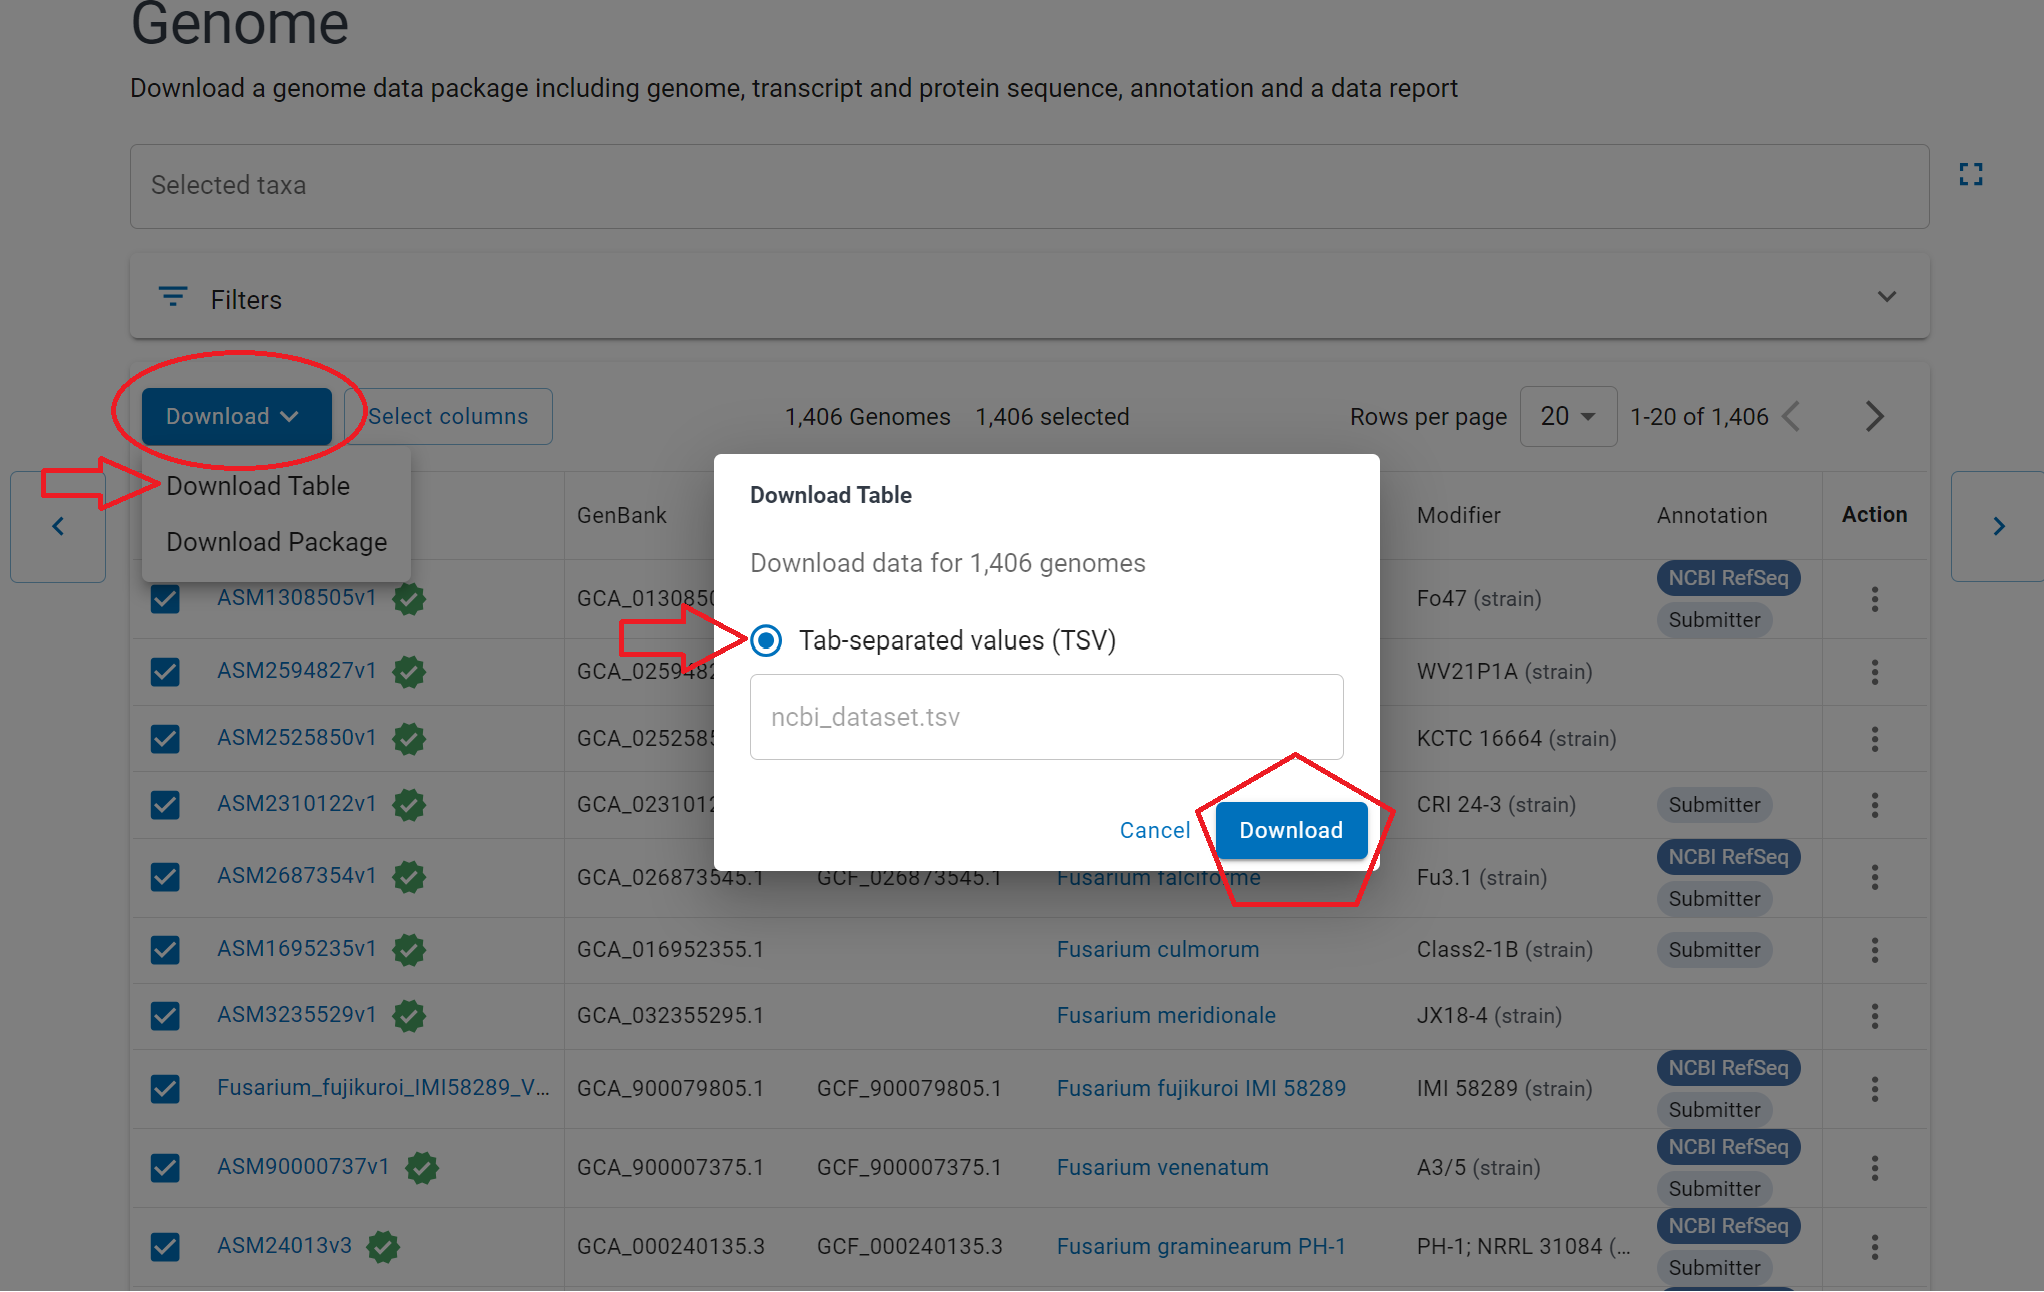 Genome
Download a genome data package including genome, transcript and protein sequence, annotation and a data report
Selected taxa
Filters
Download Select columns 1,406 Genomes 1,406 selected Rows per page 20 1-20 of 1,406
Download Table
Download Package
GenBank Modifier Annotation Action
Download Table
Download data for 1,406 genomes
Tab-separated values (TSV)
ncbi_dataset.tsv
Cancel Download
ASM1308505v1 Fo47 (strain) NCBI RefSeq
Submitter
ASM2594827v1 WV21P1A (strain)
ASM2525850v1 KCTC 16664 (strain)
ASM2310122v1 CRI 24-3 (strain) Submitter
ASM2687354v1 GCA_026873545.1 GCF_026873545.1 Fusarium falciforme Fu3.1 (strain) NCBI RefSeq
Submitter
ASM1695235v1 GCA_016952355.1 Fusarium culmorum Class2-1B (strain) Submitter
ASM3235529v1 GCA_032355295.1 Fusarium meridionale JX18-4 (strain)
Fusarium_fujikuroi_IMI58289_V... GCA_900079805.1 GCF_900079805.1 Fusarium fujikuroi IMI 58289 IMI 58289 (strain) NCBI RefSeq
Submitter
ASM90000737v1 GCA_900007375.1 GCF_900007375.1 Fusarium venenatum A3/5 (strain) NCBI RefSeq
Submitter
ASM24013v3 GCA_000240135.3 GCF_000240135.3 Fusarium graminearum PH-1 PH-1; NRRL 31084 (... NCBI RefSeq
Submitter